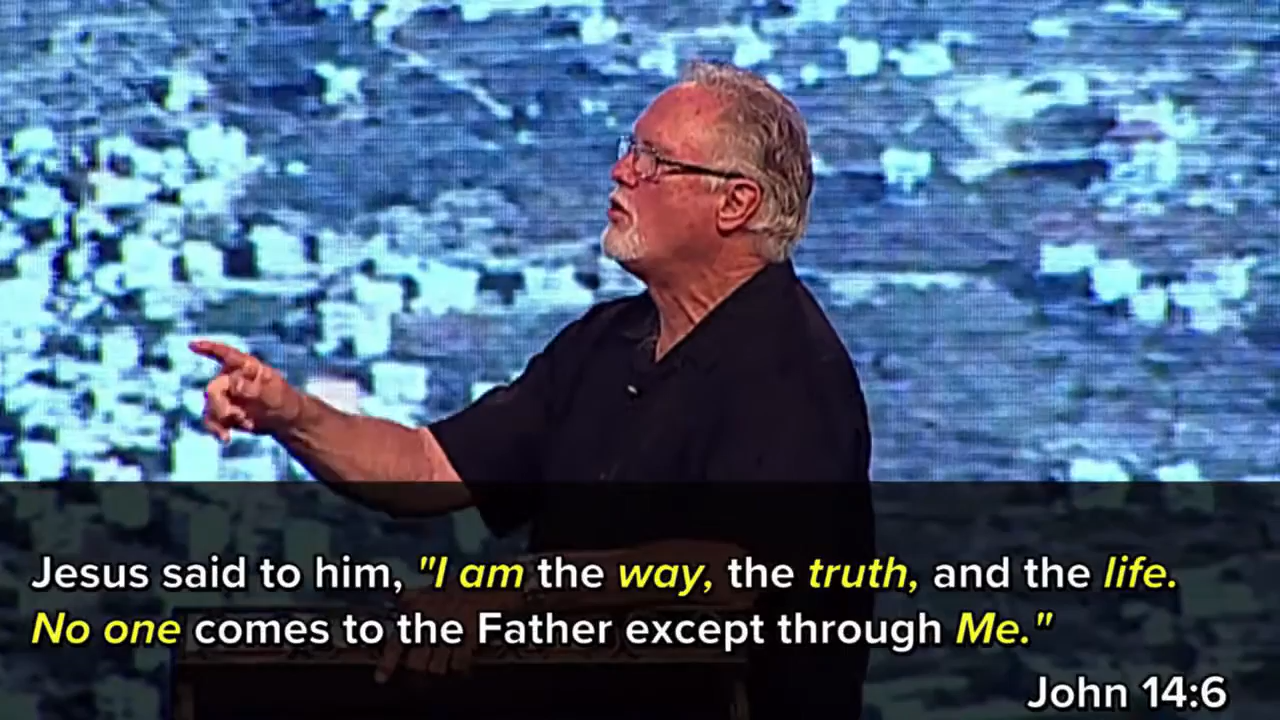 Jesus said to him, "I am the way, the truth, and the life.
No one comes to the Father except through Me."
John 14:6